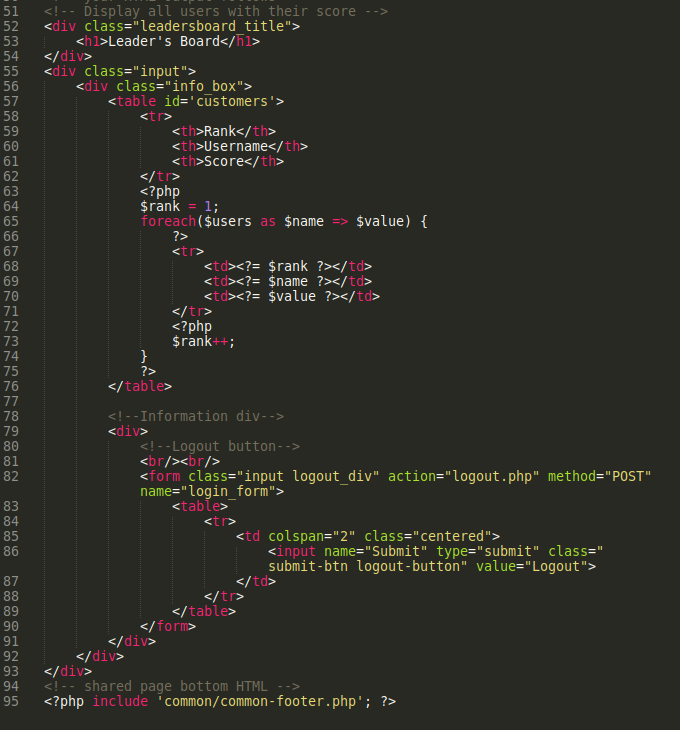 51 <!-- Display all users with their score -->
52 <div class="leadersboard_title">
53 <h1>Leader's Board</h1>
54 </div>
55 <div class="input">
56 <div class="info_box">
57 <table id='customers'>
58 <tr>
59 <th>Rank</th>
60 <th>Username</th>
61 <th>Score</th>
62 </tr>
63 <?php
64 $rank = 1;
65 foreach($users as $name => $value) {
66 ?>
67 <tr>
68 <td><?= $rank ?></td>
69 <td><?= $name ?></td>
70 <td><?= $value ?></td>
71 </tr>
72 <?php
73 $rank++;
74 }
75 ?>
76 </table>
77
78 <!--Information div-->
79 <div>
80 <!--Logout button-->
81 <br/><br/>
82 <form class="input logout_div" action="logout.php" method="POST"
name="login_form">
83 <table>
84 <tr>
85 <td colspan="2" class="centered">
86 <input name="Submit" type="submit" class="
submit-btn logout-button" value="Logout">
87 </td>
88 </tr>
89 </table>
90 </form>
91 </div>
92 </div>
93 </div>
94 <!-- shared page bottom HTML -->
95 <?php include 'common/common-footer.php'; ?>